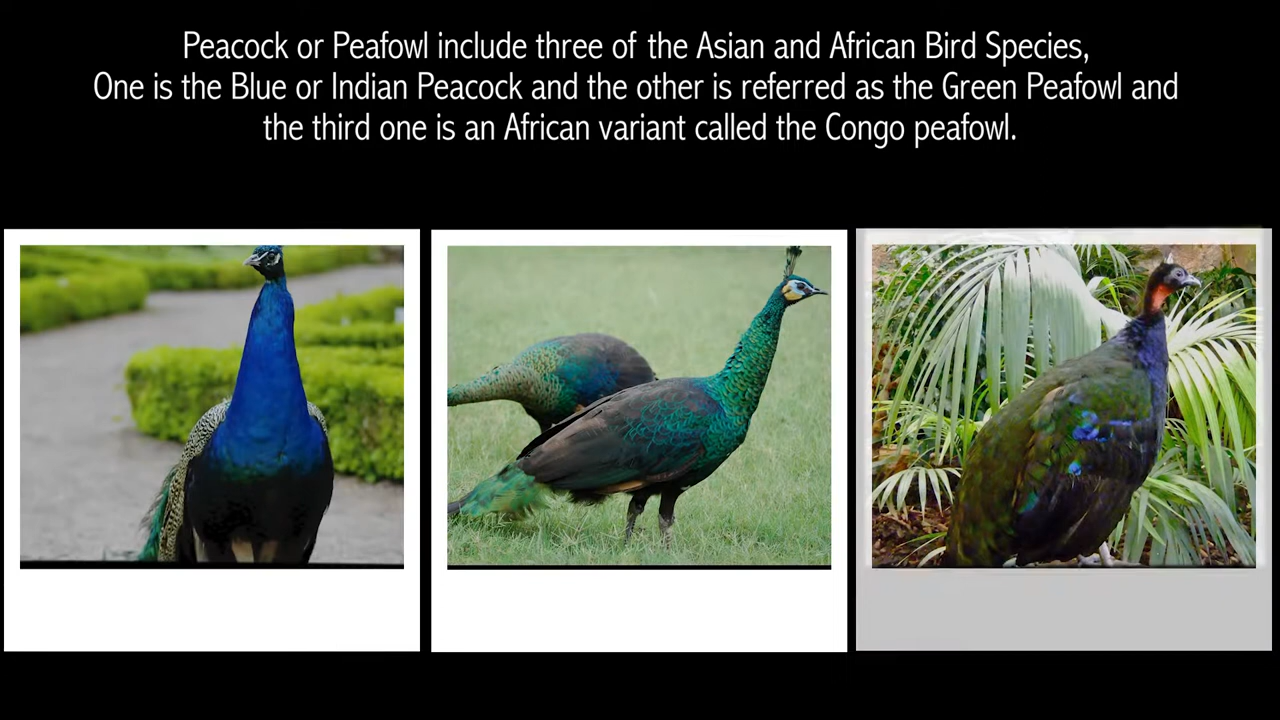 Peacock or Peafowl include three of the Asian and African Bird Species,
One is the Blue or Indian Peacock and the other is referred as the Green Peafowl and
the third one is an African variant called the Congo peafowl.